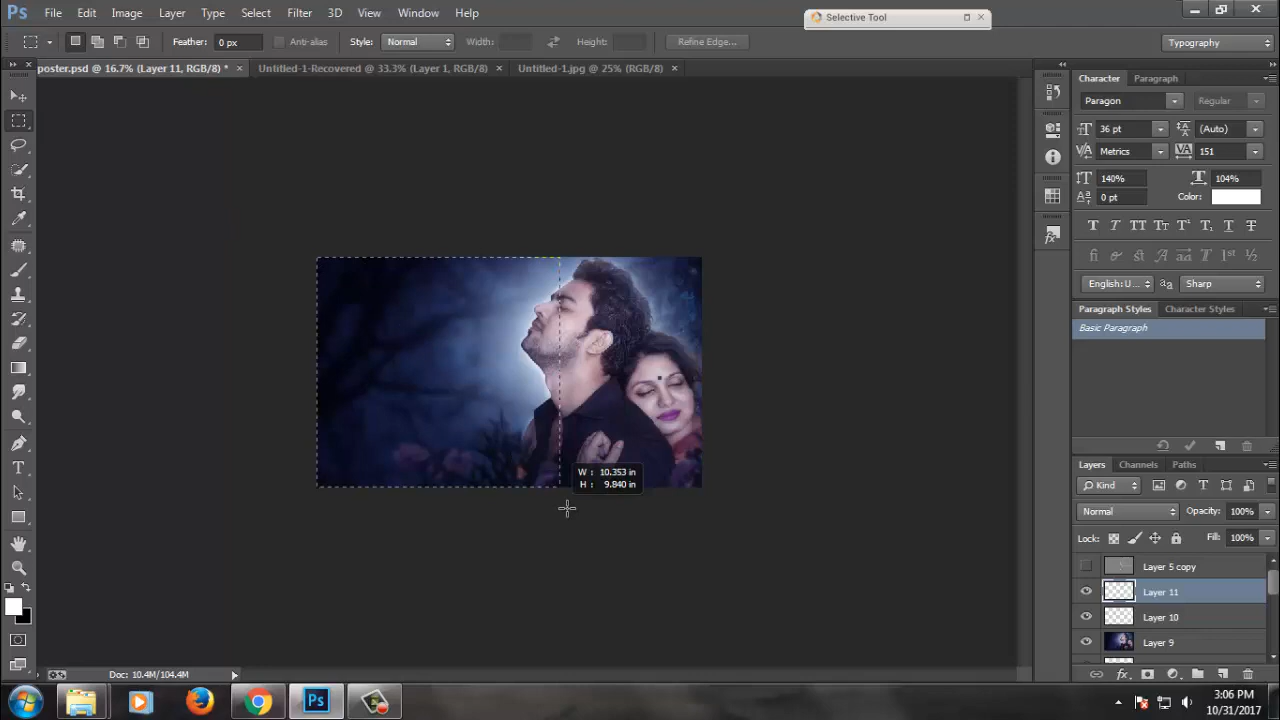 Ps File Edit Image Layer Type Select Filter 3D View Window Help
Selective Tool
Feather: 0 px Anti-alias Style: Normal Width: Height: Refine Edge... Typography
poster.psd @ 16.7% (Layer 11, RGB/8) * Untitled-1-Recovered @ 33.3% (Layer 1, RGB/8) Untitled-1.jpg @ 25% (RGB/8)
Character Paragraph
Paragon Regular
36 pt (Auto)
Metrics 151
140% 104%
0 pt Color:
English: U... Sharp
Paragraph Styles Character Styles
Basic Paragraph
W : 10.353 in
H : 9.840 in
Layers Channels Paths
Kind
Normal Opacity: 100%
Lock: Fill: 100%
Layer 5 copy
Layer 11
Layer 10
Layer 9
Doc: 10.4M/104.4M
Ps
3:06 PM
10/31/2017